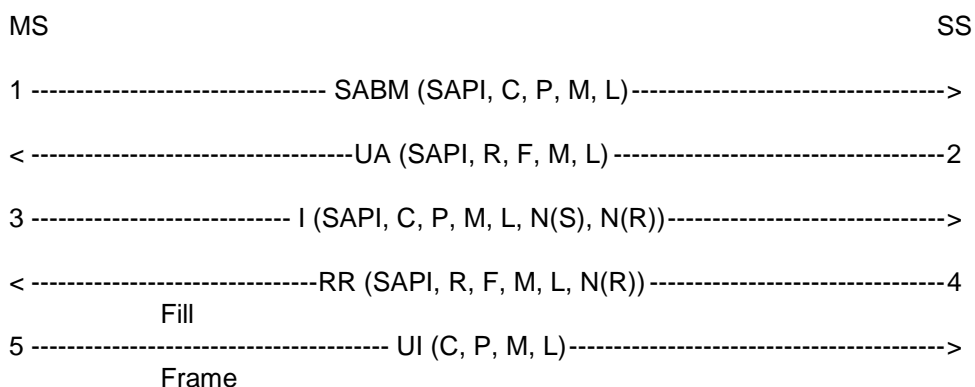 MS SS
1 --------------------------------- SABM (SAPI, C, P, M, L)----------------------------------->
< ------------------------------------UA (SAPI, R, F, M, L) -------------------------------------2
3 ----------------------------- I (SAPI, C, P, M, L, N(S), N(R))------------------------------->
< --------------------------------RR (SAPI, R, F, M, L, N(R)) ---------------------------------4
Fill
5 ---------------------------------------- UI (C, P, M, L)------------------------------------------>
Frame